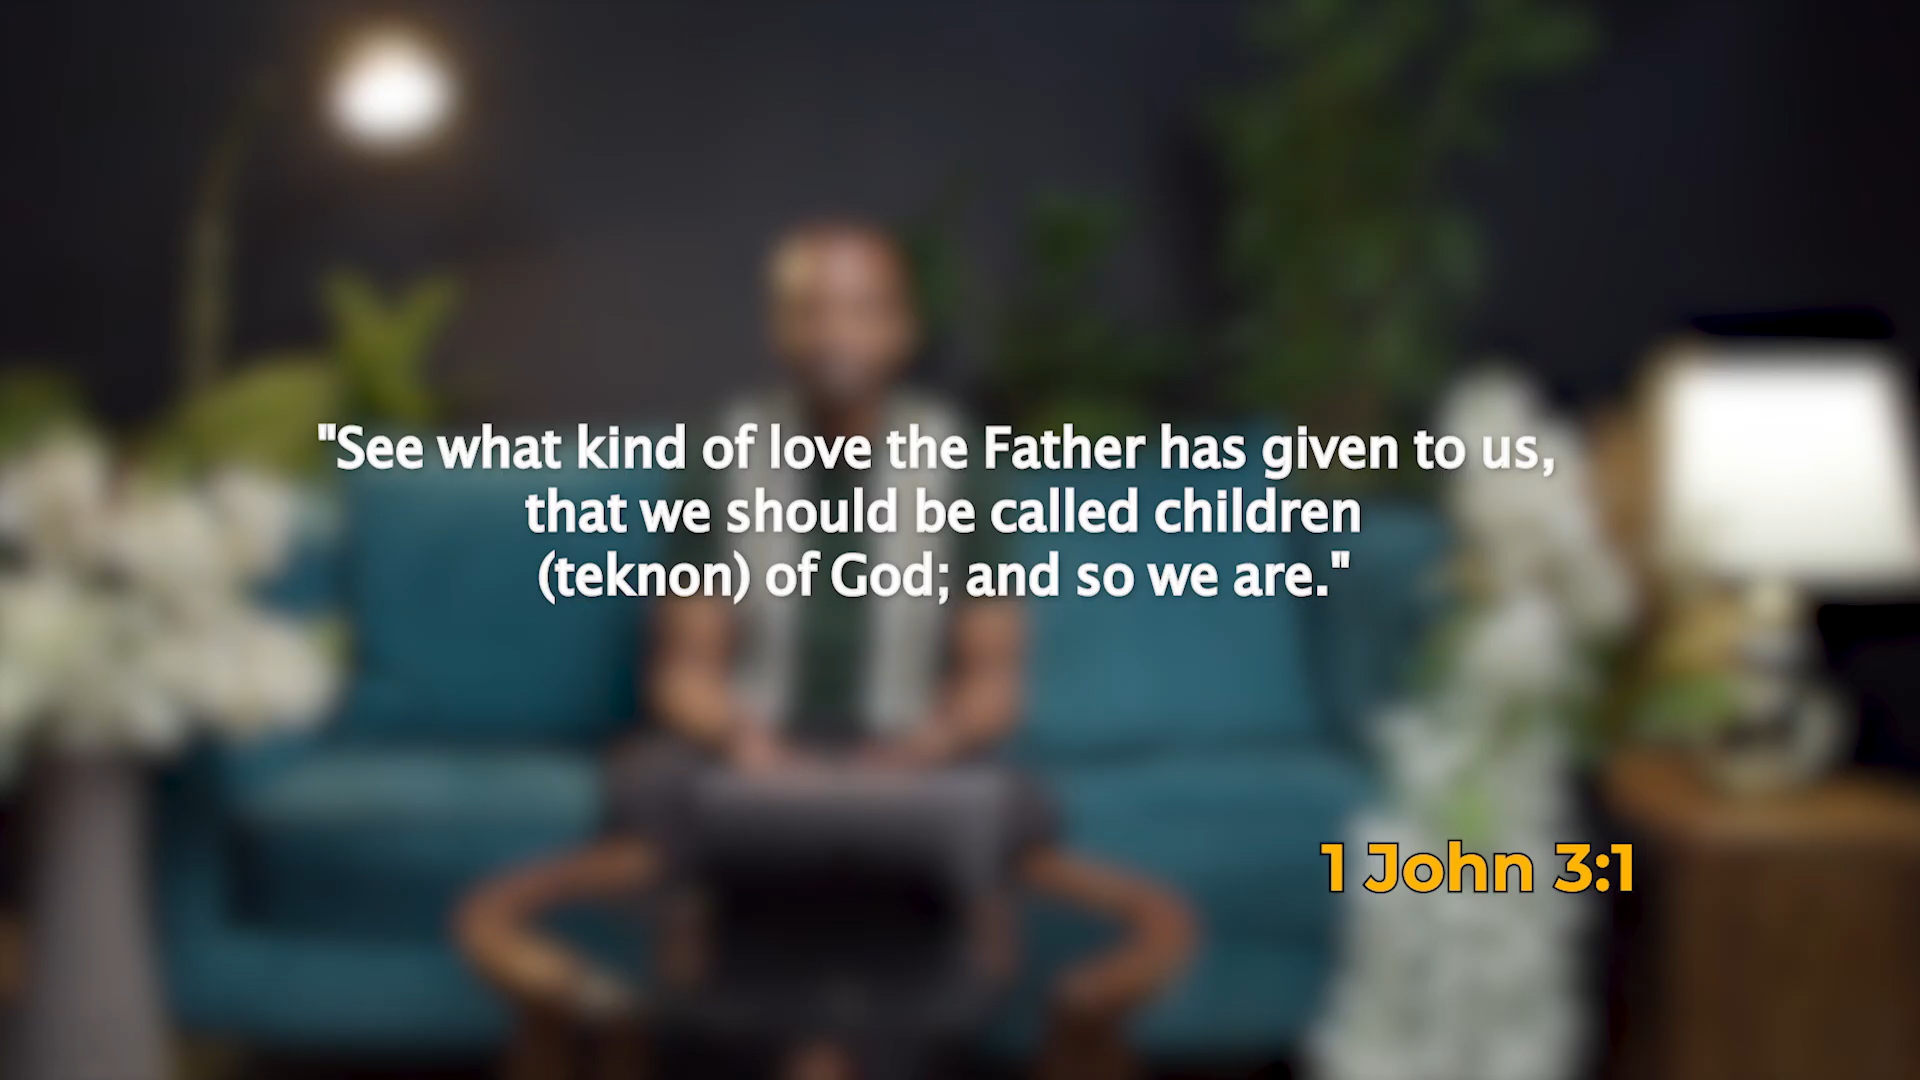 "See what kind of love the Father has given to us,
that we should be called children
(teknon) of God; and so we are."
1 John 3:1